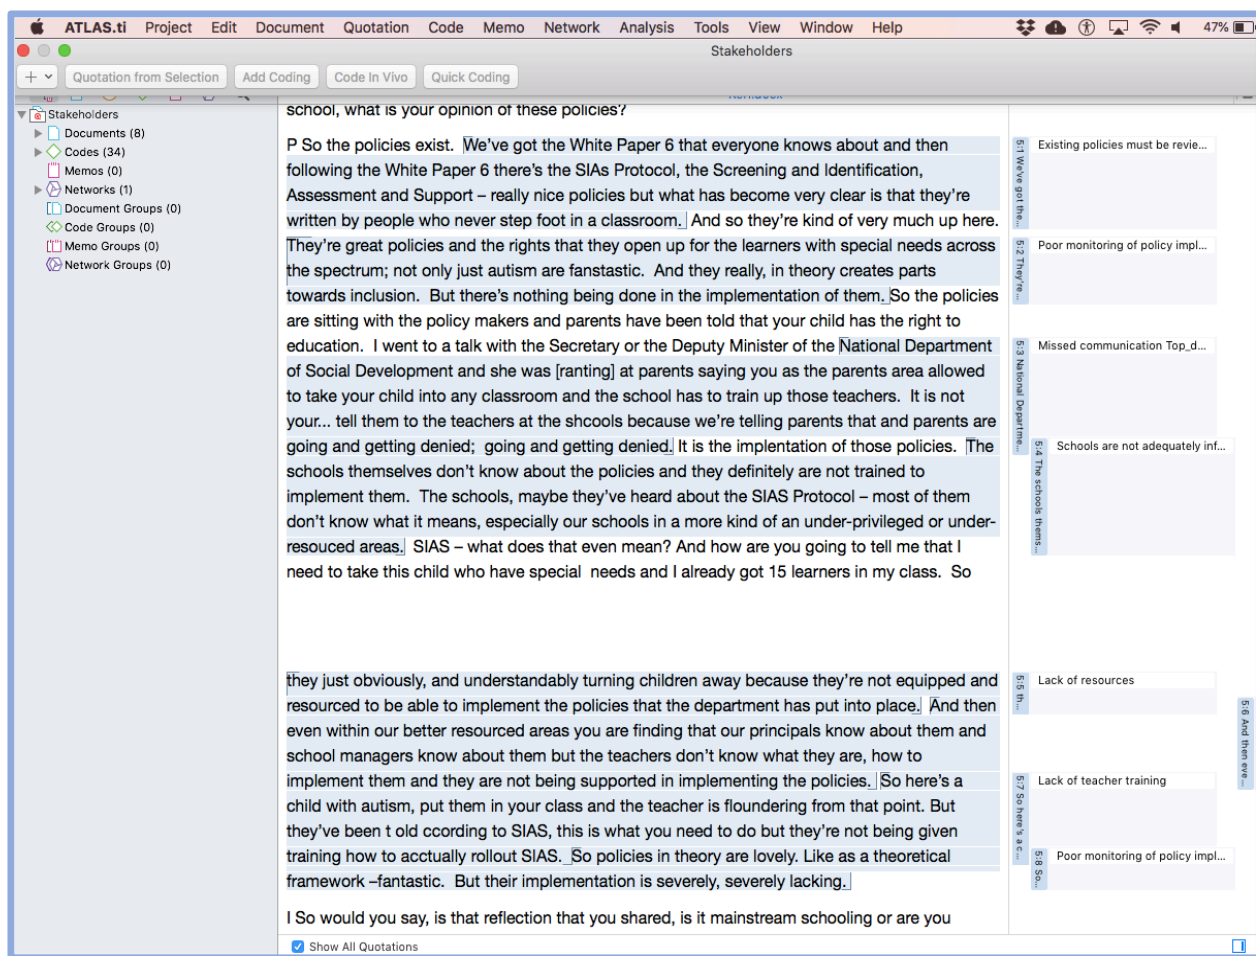 ATLAS.ti Project Edit Document Quotation Code Memo Network Analysis Tools View Window Help 47%
Stakeholders
+ Quotation from Selection Add Coding Code In Vivo Quick Coding
Stakeholders
Documents (8)
Codes (34)
Memos (0)
Networks (1)
Document Groups (0)
Code Groups (0)
Memo Groups (0)
Network Groups (0)
school, what is your opinion of these policies?
P So the policies exist. We've got the White Paper 6 that everyone knows about and then
following the White Paper 6 there's the SIAs Protocol, the Screening and Identification,
Assessment and Support – really nice policies but what has become very clear is that they're
written by people who never step foot in a classroom. And so they're kind of very much up here.
They're great policies and the rights that they open up for the learners with special needs across
the spectrum; not only just autism are fanstastic. And they really, in theory creates parts
towards inclusion. But there's nothing being done in the implementation of them. So the policies
are sitting with the policy makers and parents have been told that your child has the right to
education. I went to a talk with the Secretary or the Deputy Minister of the National Department
of Social Development and she was [ranting] at parents saying you as the parents area allowed
to take your child into any classroom and the school has to train up those teachers. It is not
your... tell them to the teachers at the shcools because we're telling parents that and parents are
going and getting denied; going and getting denied. It is the implentation of those policies. The
schools themselves don't know about the policies and they definitely are not trained to
implement them. The schools, maybe they've heard about the SIAS Protocol – most of them
don't know what it means, especially our schools in a more kind of an under-privileged or under-
resouced areas. SIAS – what does that even mean? And how are you going to tell me that I
need to take this child who have special needs and I already got 15 learners in my class. So
they just obviously, and understandably turning children away because they're not equipped and
resourced to be able to implement the policies that the department has put into place. And then
even within our better resourced areas you are finding that our principals know about them and
school managers know about them but the teachers don't know what they are, how to
implement them and they are not being supported in implementing the policies. So here's a
child with autism, put them in your class and the teacher is floundering from that point. But
they've been t old ccording to SIAS, this is what you need to do but they're not being given
training how to acctually rollout SIAS. So policies in theory are lovely. Like as a theoretical
framework –fantastic. But their implementation is severely, severely lacking.
I So would you say, is that reflection that you shared, is it mainstream schooling or are you
5:1 We've got the...
Existing policies must be revie...
5:2 They're...
Poor monitoring of policy impl...
5:3 National Departme...
Missed communication Top_d...
5:4 The schools thems...
Schools are not adequately inf...
5:5 th...
Lack of resources
5:6 And then eve...
5:7 So here's a c...
Lack of teacher training
5:8 So...
Poor monitoring of policy impl...
Show All Quotations